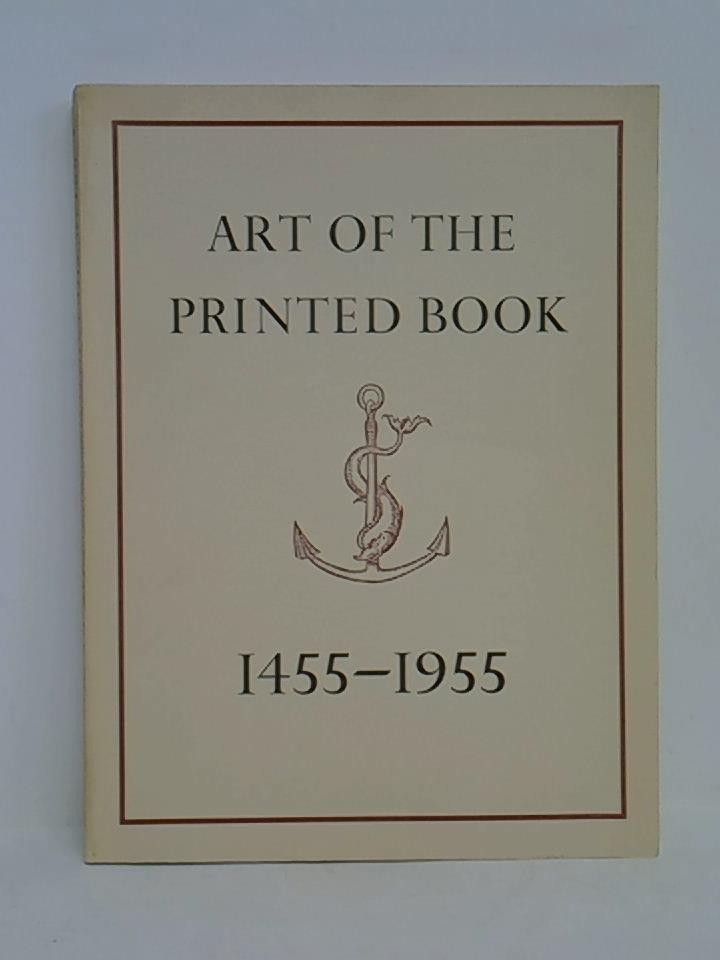 ART OF THE
PRINTED BOOK
1455–1955